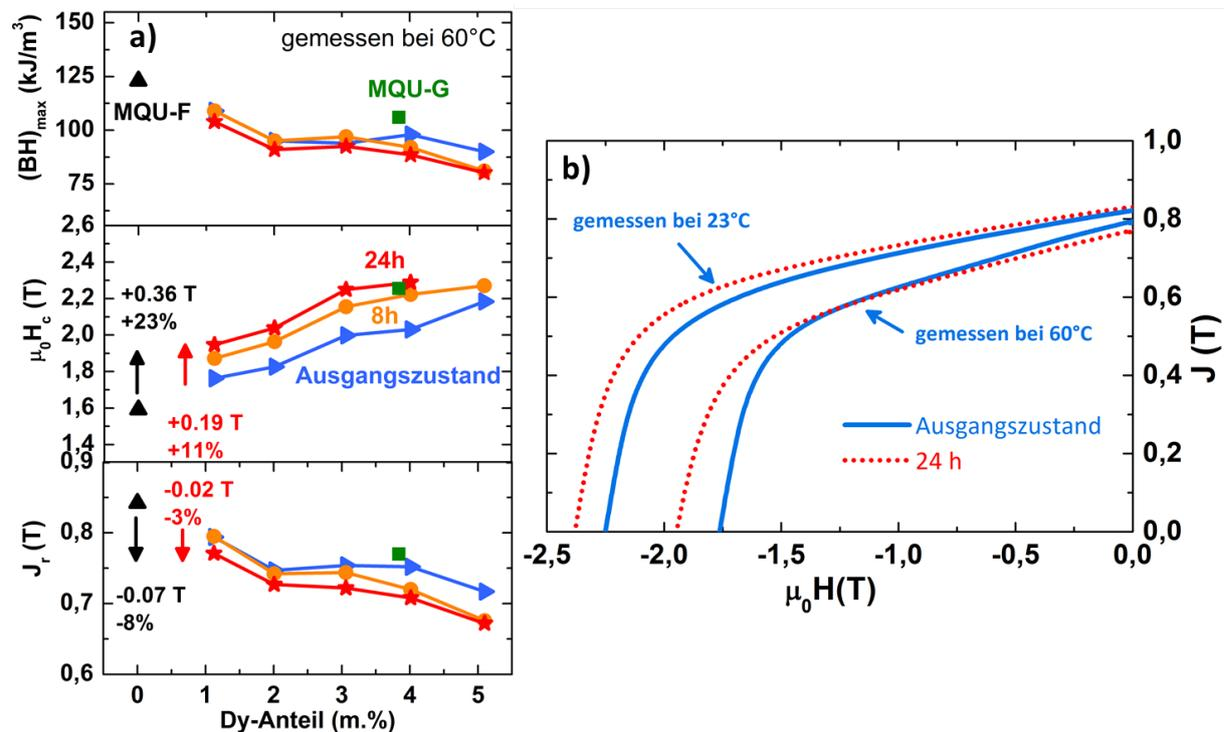 a)
gemessen bei 60°C
150
125
100
75
2,6
(BH)max (kJ/m³)
MQU-F
MQU-G
2,4
2,2
2,0
1,8
1,6
1,4
μ0Hc (T)
24h
8h
Ausgangszustand
+0.36 T
+23%
+0.19 T
+11%
0,9
0,8
0,7
0,6
Jr (T)
-0.02 T
-3%
-0.07 T
-8%
0 1 2 3 4 5
Dy-Anteil (m.%)
b)
gemessen bei 23°C
gemessen bei 60°C
Ausgangszustand
24 h
1,0
0,8
0,6
0,4
0,2
0,0
J (T)
-2,5 -2,0 -1,5 -1,0 -0,5 0,0
μ0H(T)